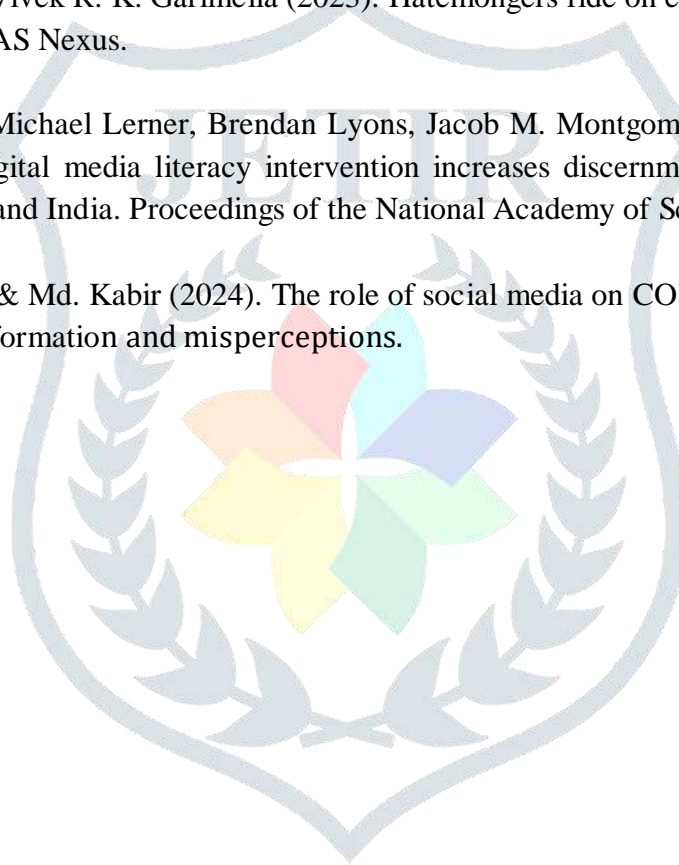 Vivek R. K. Garimella (2023). Hatemongers ride on
AS Nexus.
JETIR
Michael Lerner, Brendan Lyons, Jacob M. Montgom
gital media literacy intervention increases discernm
and India. Proceedings of the National Academy of S
& Md. Kabir (2024). The role of social media on CO
formation and misperceptions.